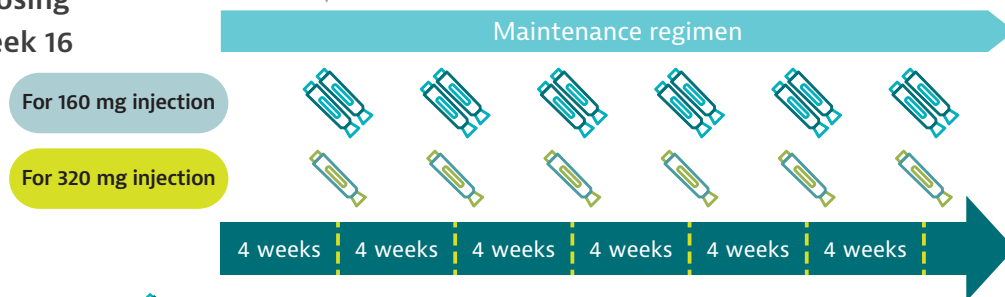 osing
eek 16
Maintenance regimen
For 160 mg injection
For 320 mg injection
4 weeks 4 weeks 4 weeks 4 weeks 4 weeks 4 weeks